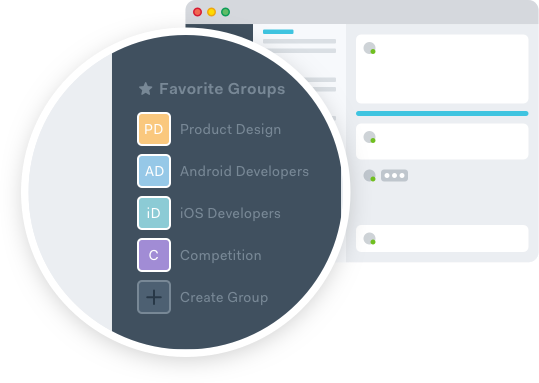 Favorite Groups
PD Product Design
AD Android Developers
iD iOS Developers
C Competition
Create Group